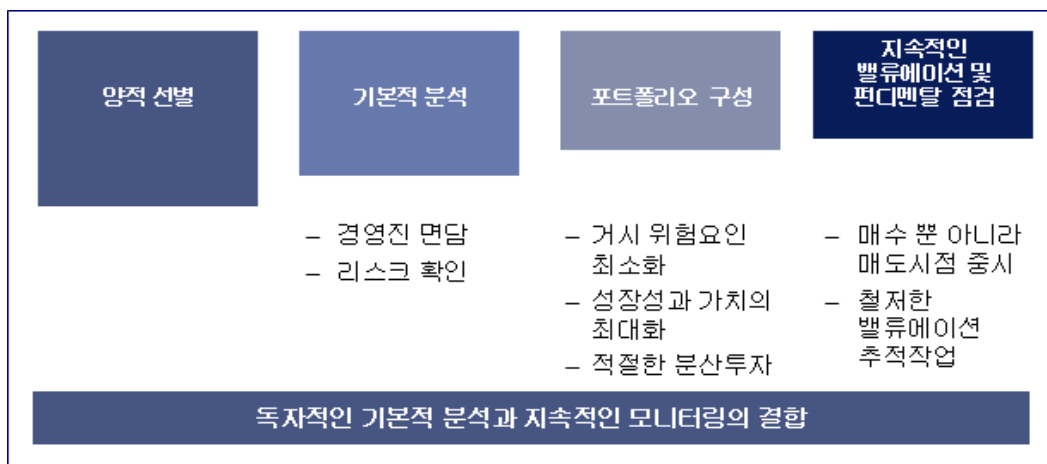 양적 선별
기본적 분석
포트폴리오 구성
지속적인
밸류에이션 및
펀디멘탈 점검
– 경영진 면담
– 리스크 확인
– 거시 위험요인
최소화
– 성장성과 가치의
최대화
– 적절한 분산투자
– 매수 뿐 아니라
매도시점 중시
– 철저한
밸류에이션
추적작업
독자적인 기본적 분석과 지속적인 모니터링의 결합